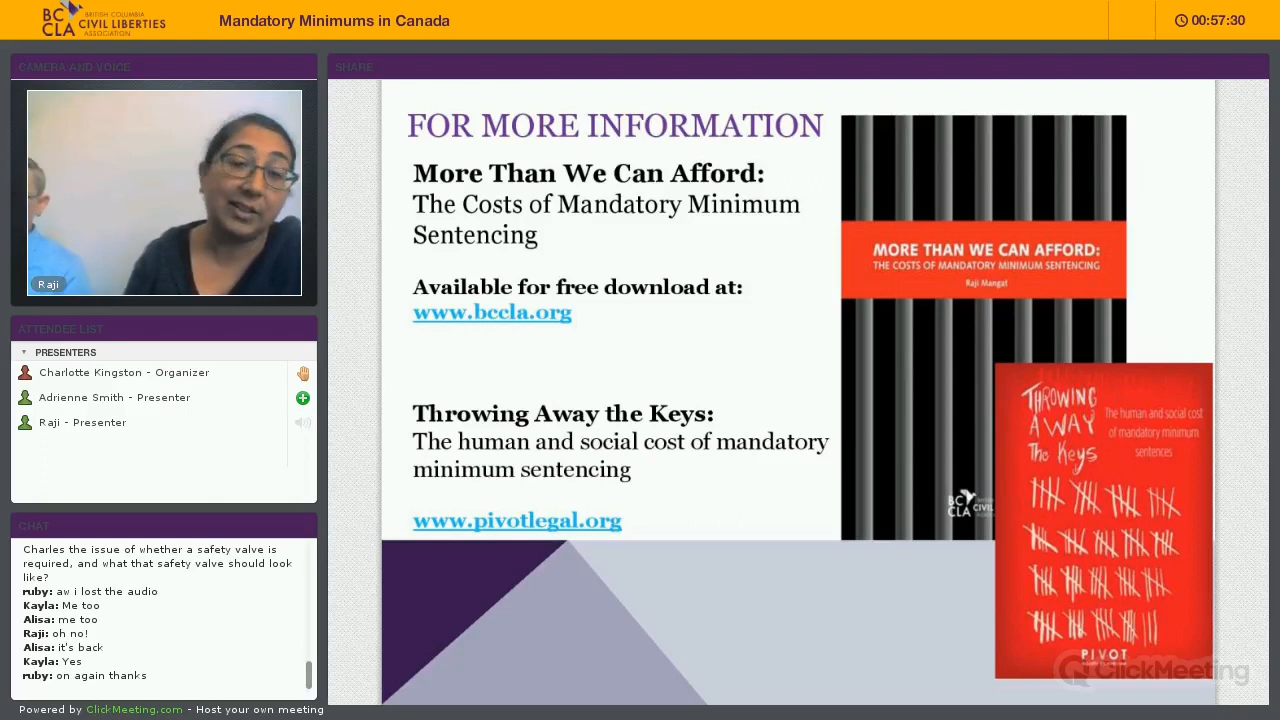 BC
CLA
BRITISH COLUMBIA
CIVIL LIBERTIES
ASSOCIATION
Mandatory Minimums in Canada
00:57:30
CAMERA AND VOICE
Raji
ATTENDEE LIST
PRESENTERS
Charlotte Kingston - Organizer
Adrienne Smith - Presenter
Raji - Presenter
CHAT
Charles the issue of whether a safety valve is
required, and what that safety valve should look
like?
ruby: aw i lost the audio
Kayla: Me too
Alisa: me too
Raji: oh no!
Alisa: it's back
Kayla: Yes
ruby: on again thanks
Powered by ClickMeeting.com - Host your own meeting
SHARE
FOR MORE INFORMATION
More Than We Can Afford:
The Costs of Mandatory Minimum
Sentencing
Available for free download at:
www.bccla.org
Throwing Away the Keys:
The human and social cost of mandatory
minimum sentencing
www.pivotlegal.org
MORE THAN WE CAN AFFORD:
THE COSTS OF MANDATORY MINIMUM SENTENCING
Raji Mangat
BC
CLA
BRITISH
CIVIL
THROWING
AWAY
THE KEYS
The human and social cost
of mandatory minimum
sentences
PIVOT
ClickMeeting